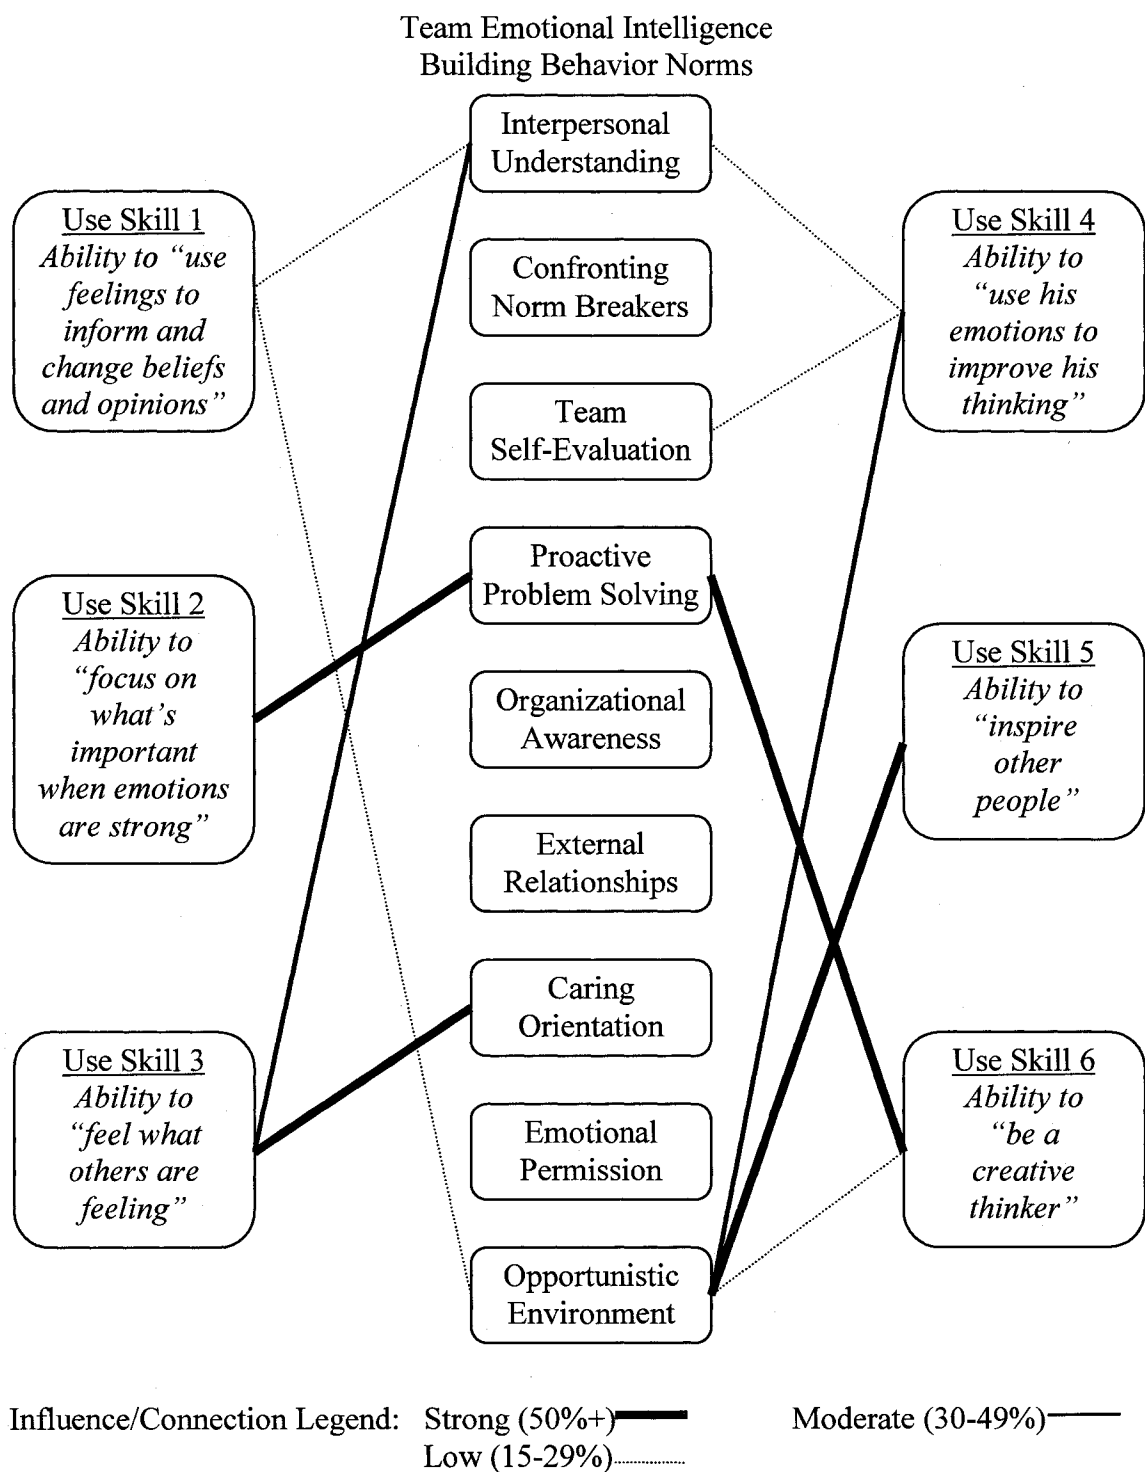 Team Emotional Intelligence
Building Behavior Norms
Interpersonal
Understanding
Confronting
Norm Breakers
Team
Self-Evaluation
Proactive
Problem Solving
Organizational
Awareness
External
Relationships
Caring
Orientation
Emotional
Permission
Opportunistic
Environment
Use Skill 1
Ability to “use
feelings to
inform and
change beliefs
and opinions”
Use Skill 2
Ability to
“focus on
what's
important
when emotions
are strong”
Use Skill 3
Ability to
“feel what
others are
feeling”
Use Skill 4
Ability to
“use his
emotions to
improve his
thinking”
Use Skill 5
Ability to
“inspire
other
people”
Use Skill 6
Ability to
“be a
creative
thinker”
Influence/Connection Legend: Strong (50%+) Moderate (30-49%)
Low (15-29%)